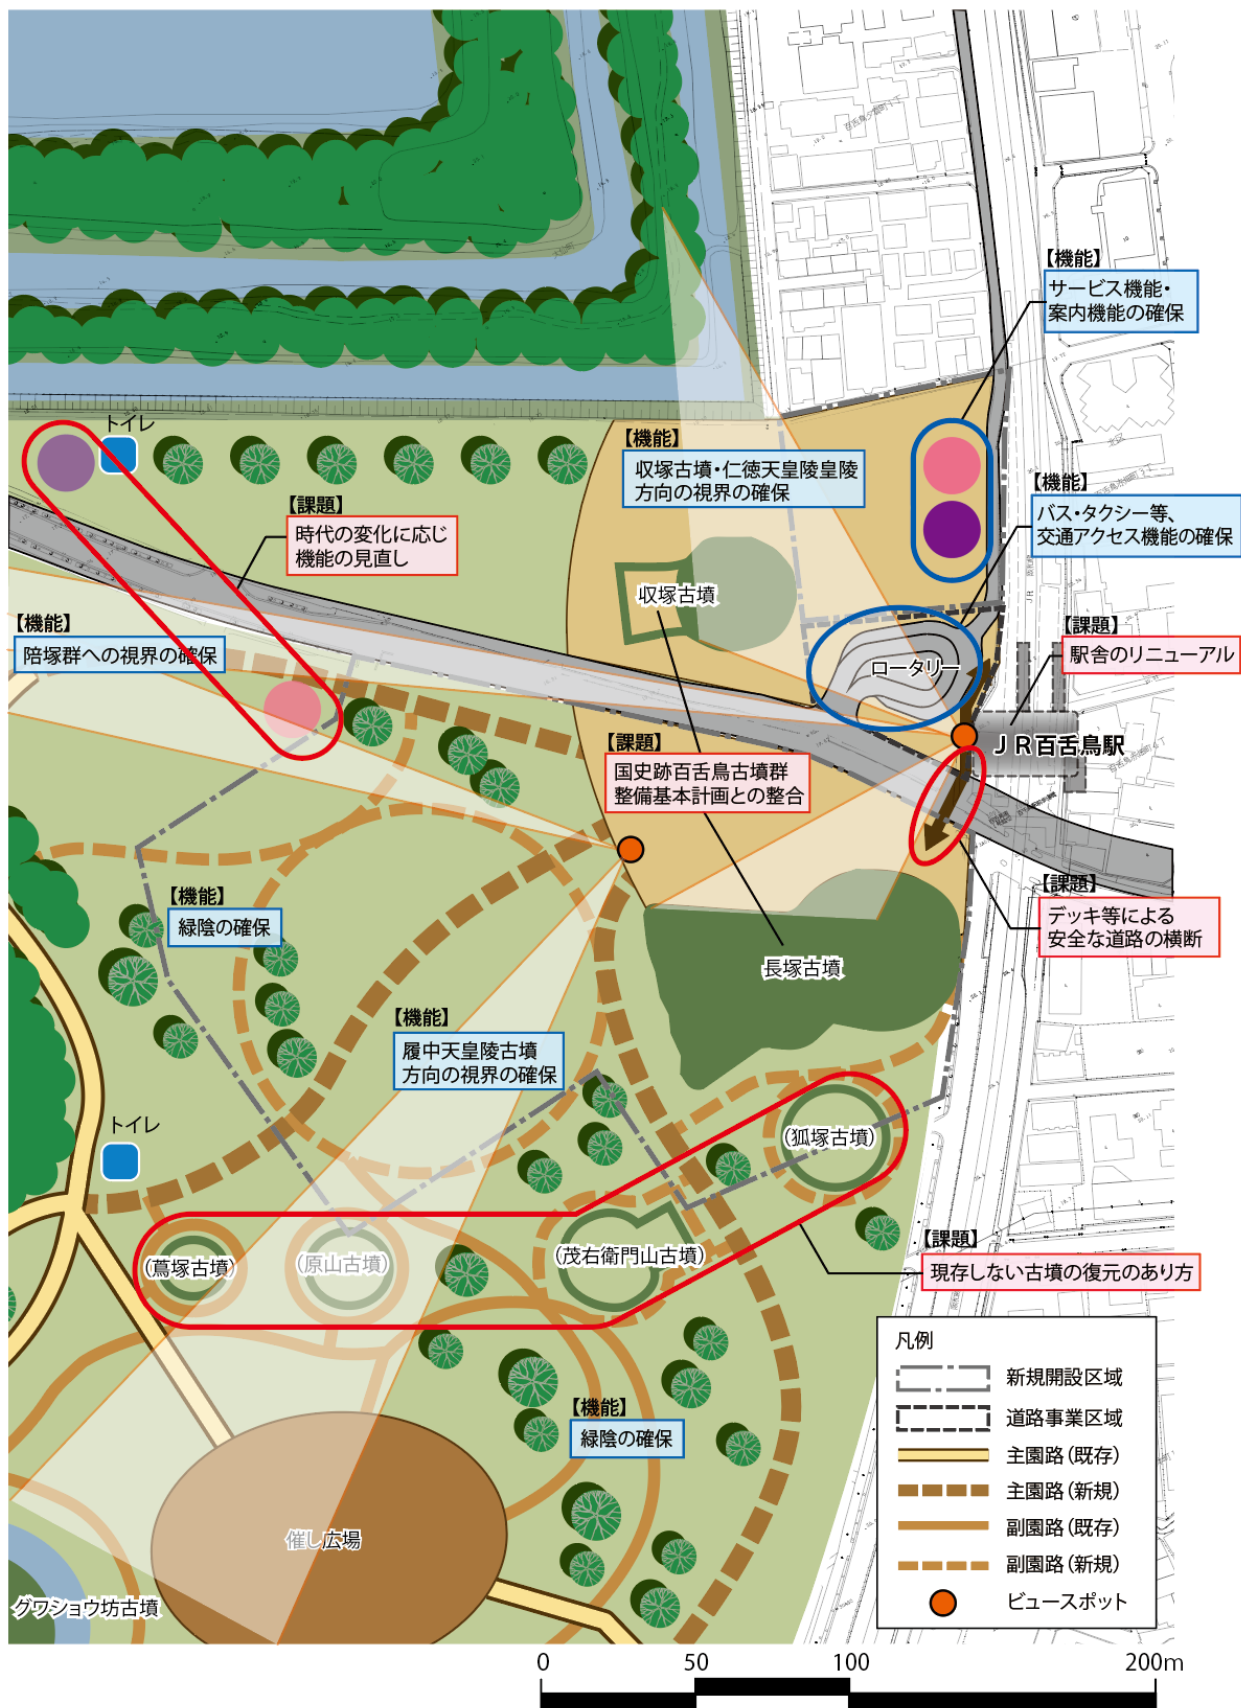 【機能】
サービス機能・
案内機能の確保
トイレ
【機能】
収塚古墳・仁徳天皇陵皇陵
方向の視界の確保
【機能】
バス・タクシー等、
交通アクセス機能の確保
【課題】
時代の変化に応じ
機能の見直し
収塚古墳
【機能】
陪塚群への視界の確保
ロータリー
【課題】
駅舎のリニューアル
ＪＲ百舌鳥駅
【課題】
国史跡百舌鳥古墳群
整備基本計画との整合
【機能】
緑陰の確保
【課題】
デッキ等による
安全な道路の横断
長塚古墳
【機能】
履中天皇陵古墳
方向の視界の確保
トイレ
（狐塚古墳）
（蔦塚古墳）
（原山古墳）
（茂右衛門山古墳）
【課題】
現存しない古墳の復元のあり方
【機能】
緑陰の確保
催し広場
グワショウ坊古墳
凡例
新規開設区域
道路事業区域
主園路（既存）
主園路（新規）
副園路（既存）
副園路（新規）
ビュースポット
0 50 100 200m